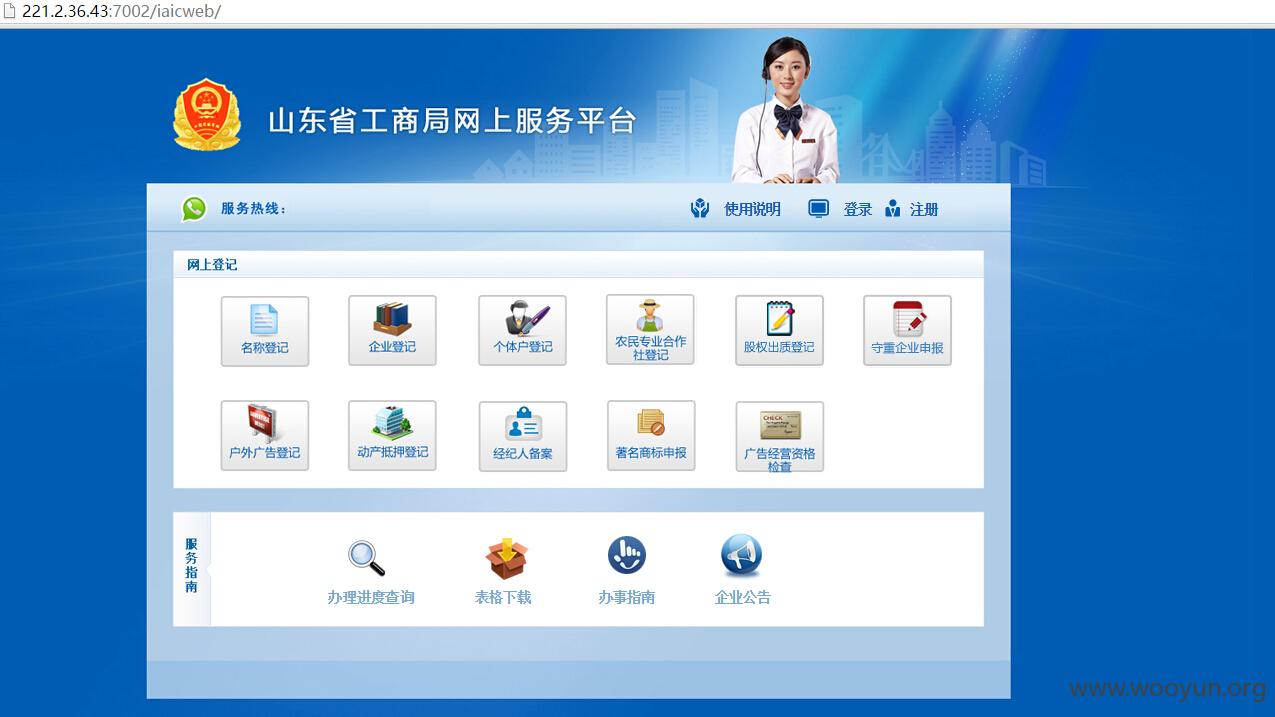 221.2.36.43:7002/iaicweb/
山东省工商局网上服务平台
服务热线：
使用说明
登录
注册
网上登记
名称登记
企业登记
个体户登记
农民专业合作
社登记
股权出质登记
守重企业申报
户外广告登记
动产抵押登记
经纪人备案
著名商标申报
CHECK
广告经营资格
检查
服务指南
办理进度查询
表格下载
办事指南
企业公告
www.wooyun.org